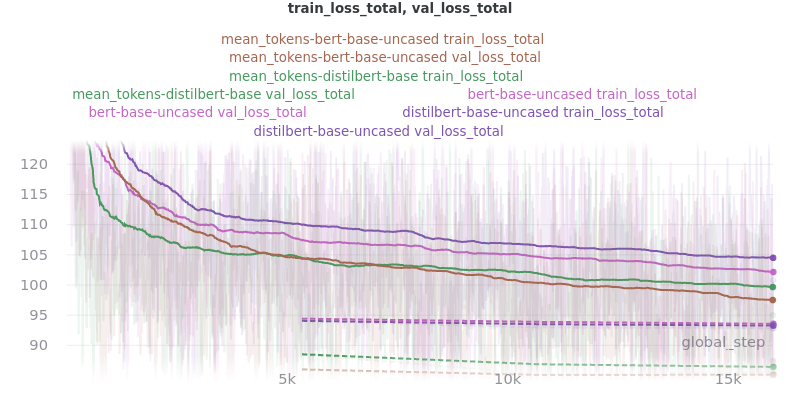 train_loss_total, val_loss_total
mean_tokens-bert-base-uncased train_loss_total
mean_tokens-bert-base-uncased val_loss_total
mean_tokens-distilbert-base train_loss_total
mean_tokens-distilbert-base val_loss_total bert-base-uncased train_loss_total
bert-base-uncased val_loss_total distilbert-base-uncased train_loss_total
distilbert-base-uncased val_loss_total
120
115
110
105
100
95
90
global_step
5k 10k 15k